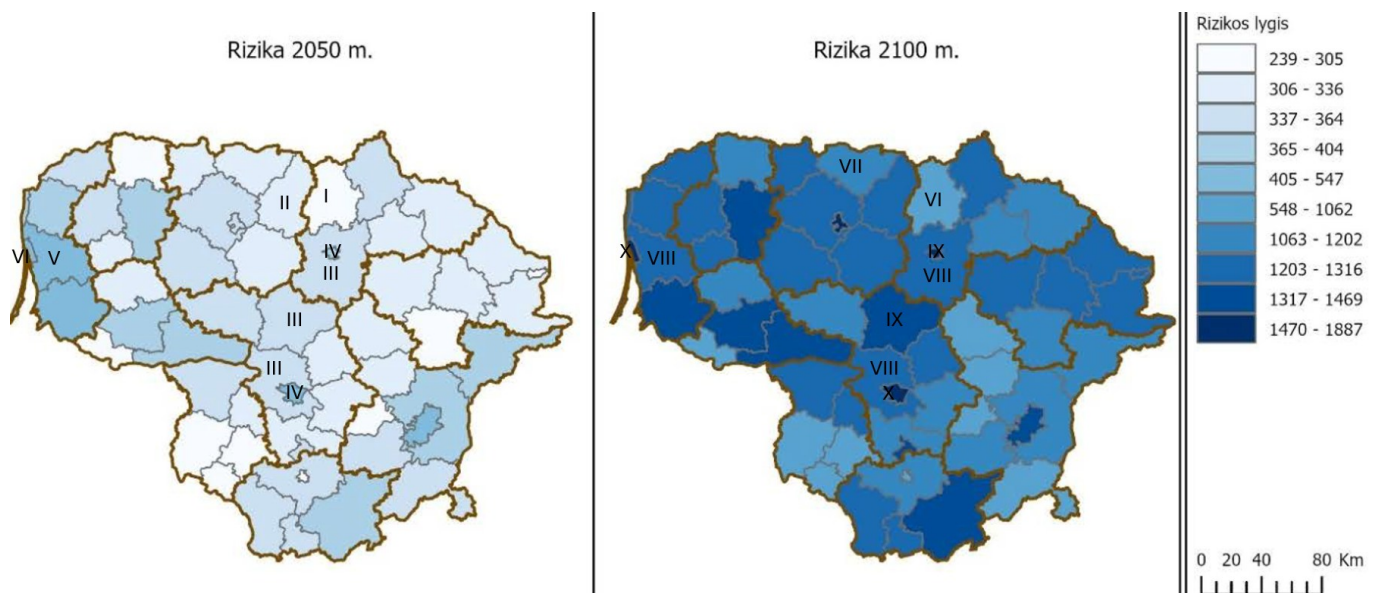 Rizika 2050 m.
II
I
VI
V
IV
III
III
III
IV
Rizika 2100 m.
VII
VI
X
VIII
IX
VIII
IX
VIII
X
Rizikos lygis
239 - 305
306 - 336
337 - 364
365 - 404
405 - 547
548 - 1062
1063 - 1202
1203 - 1316
1317 - 1469
1470 - 1887
0 20 40 80 Km